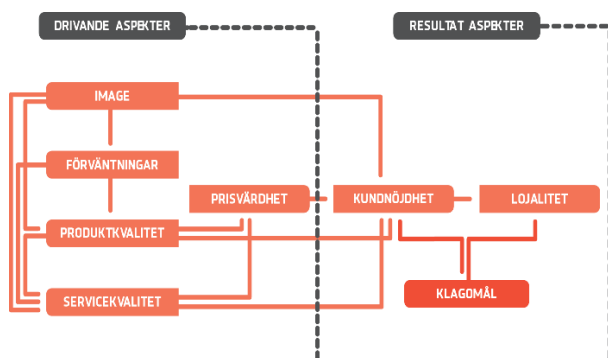 DRIVANDE ASPEKTER
RESULTAT ASPEKTER
IMAGE
FÖRVÄNTNINGAR
PRISVÄRDHET
KUNDNÖJDHET
LOJALITET
PRODUKTKVALITET
SERVICEKVALITET
KLAGOMÅL